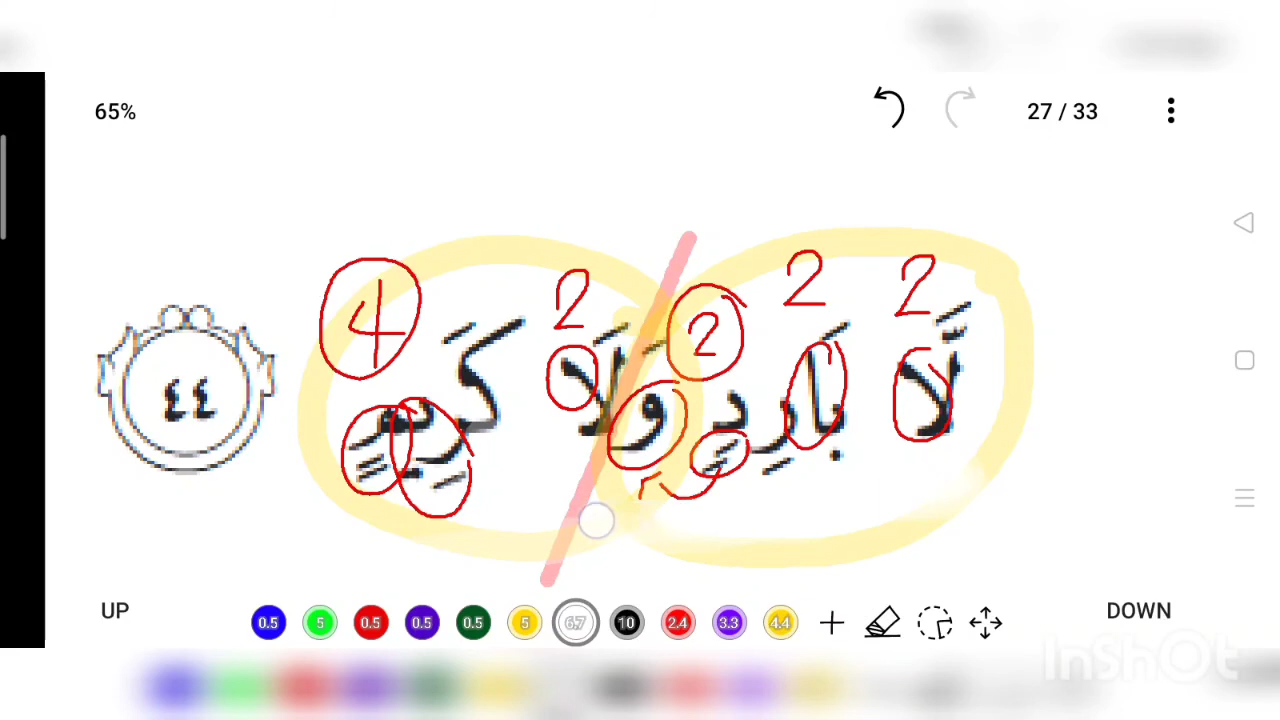 65%
27 / 33
4 2 2 2 2
لَّا بَارِدٍ وَلَا كَرِيمٍ
٤٤
UP
DOWN
0.5 5 0.5 0.5 0.5 5 6.7 10 2.4 3.3 4.4
InShOt